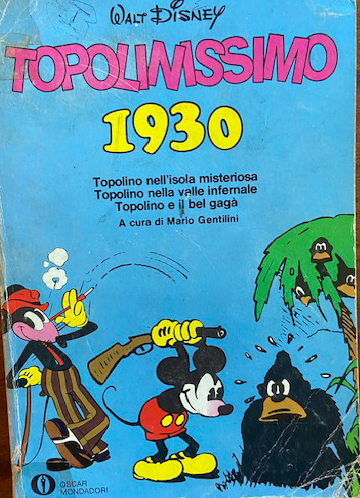 WALT DISNEY
TOPOLINISSIMO
1930
Topolino nell'isola misteriosa
Topolino nella valle infernale
Topolino e il bel gagà
A cura di Mario Gentilini
OSCAR
MONDADORI